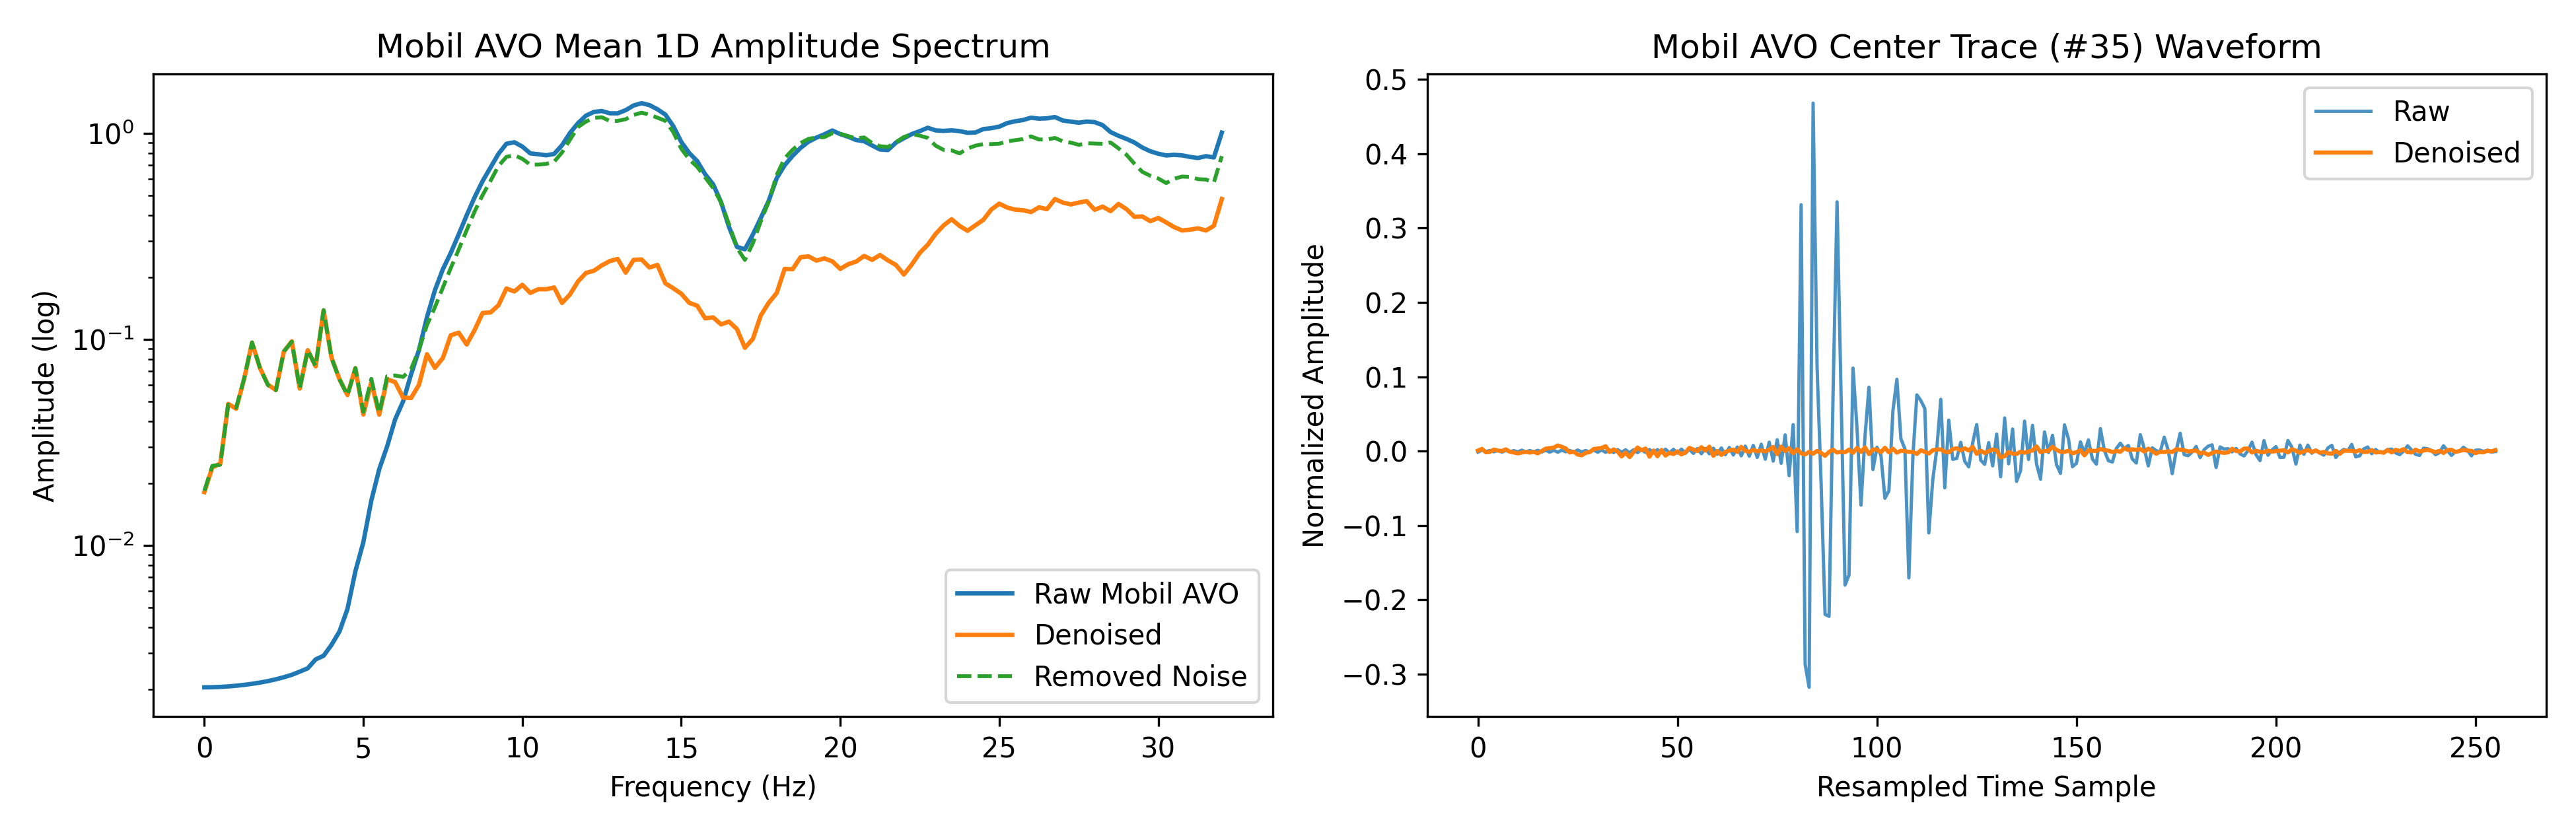 Mobil AVO Mean 1D Amplitude Spectrum
Amplitude (log)
10⁰
10⁻¹
10⁻²
0 5 10 15 20 25 30
Frequency (Hz)
Raw Mobil AVO
Denoised
Removed Noise
Mobil AVO Center Trace (#35) Waveform
Normalized Amplitude
0.5
0.4
0.3
0.2
0.1
0.0
−0.1
−0.2
−0.3
0 50 100 150 200 250
Resampled Time Sample
Raw
Denoised